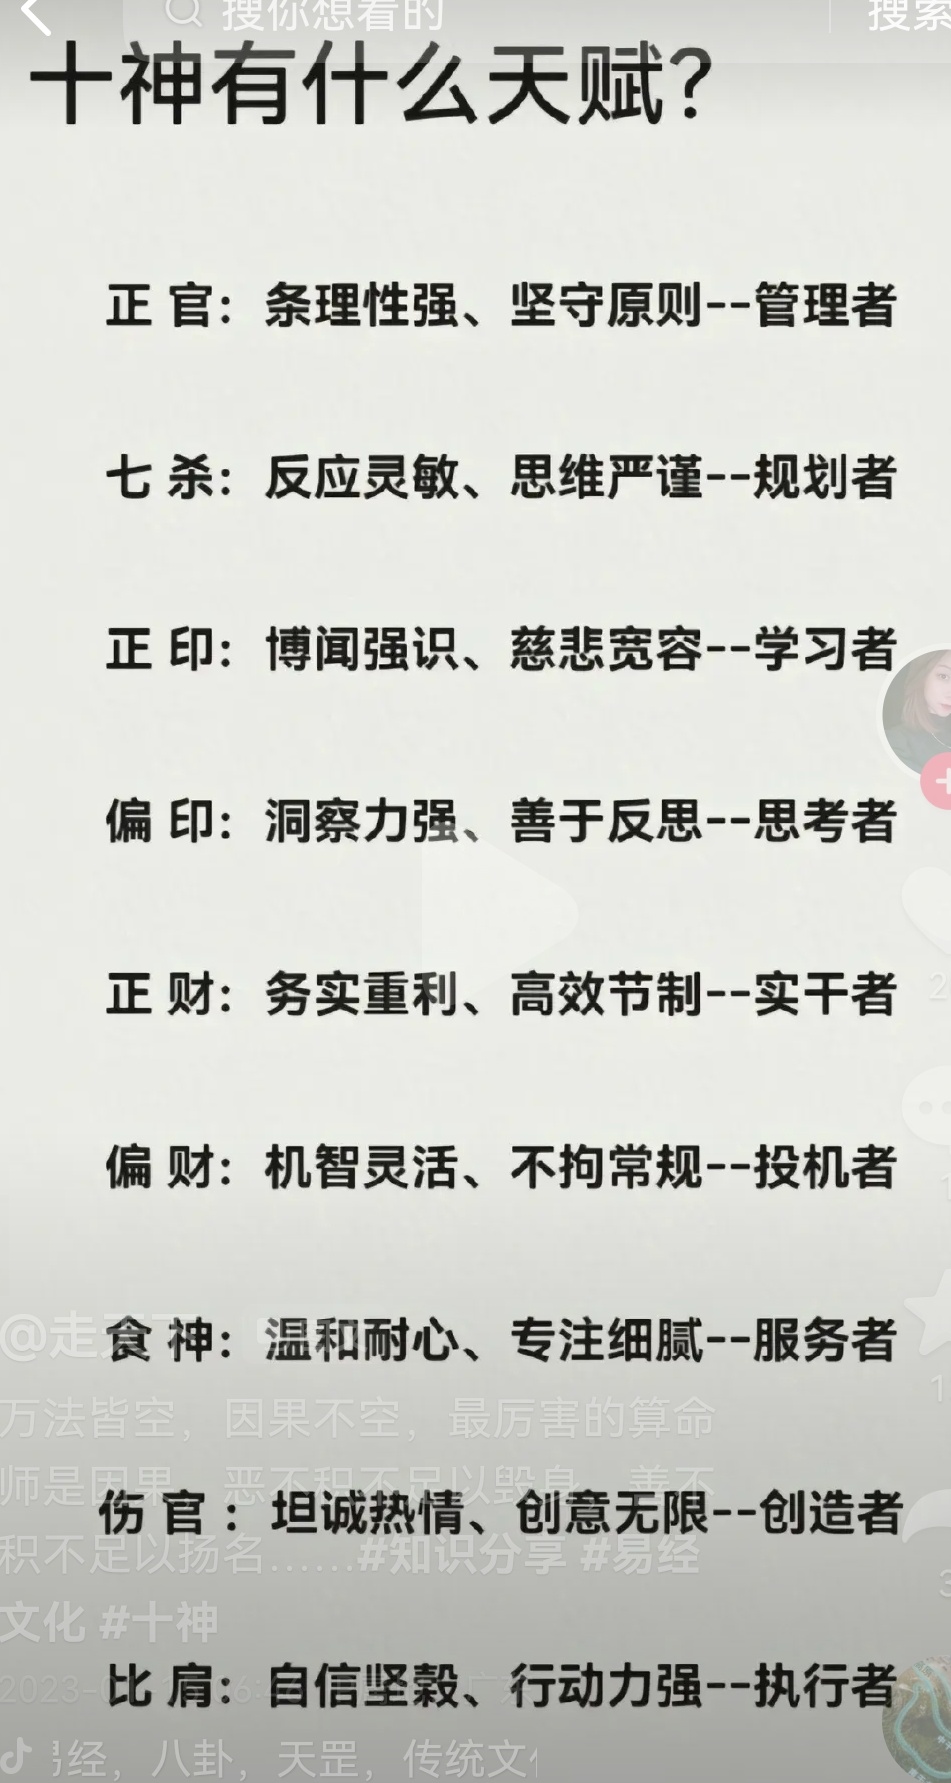 搜你想看的 搜索
十神有什么天赋?
正 官：条理性强、坚守原则--管理者
七 杀：反应灵敏、思维严谨--规划者
正 印：博闻强识、慈悲宽容--学习者
偏 印：洞察力强、善于反思--思考者
正 财：务实重利、高效节制--实干者
偏 财：机智灵活、不拘常规--投机者
@走天下
食 神：温和耐心、专注细腻--服务者
万法皆空，因果不空，最厉害的算命
师是因果，恶不积不足以毁身，善不
伤 官：坦诚热情、创意无限--创造者
积不足以扬名……#知识分享 #易经
文化 #十神
比 肩：自信坚毅、行动力强--执行者
易经，八卦，天罡，传统文化